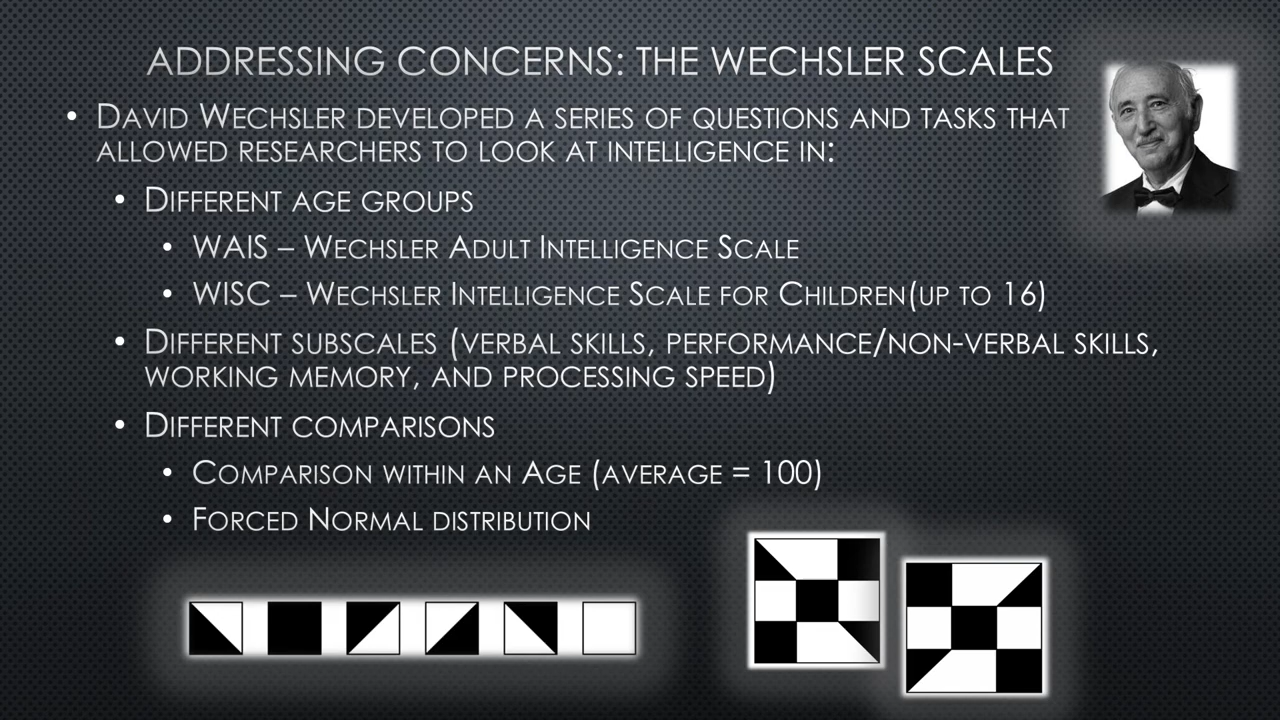 ADDRESSING CONCERNS: THE WECHSLER SCALES
• DAVID WECHSLER DEVELOPED A SERIES OF QUESTIONS AND TASKS THAT
ALLOWED RESEARCHERS TO LOOK AT INTELLIGENCE IN:
• DIFFERENT AGE GROUPS
• WAIS – WECHSLER ADULT INTELLIGENCE SCALE
• WISC – WECHSLER INTELLIGENCE SCALE FOR CHILDREN(UP TO 16)
• DIFFERENT SUBSCALES (VERBAL SKILLS, PERFORMANCE/NON-VERBAL SKILLS,
WORKING MEMORY, AND PROCESSING SPEED)
• DIFFERENT COMPARISONS
• COMPARISON WITHIN AN AGE (AVERAGE = 100)
• FORCED NORMAL DISTRIBUTION